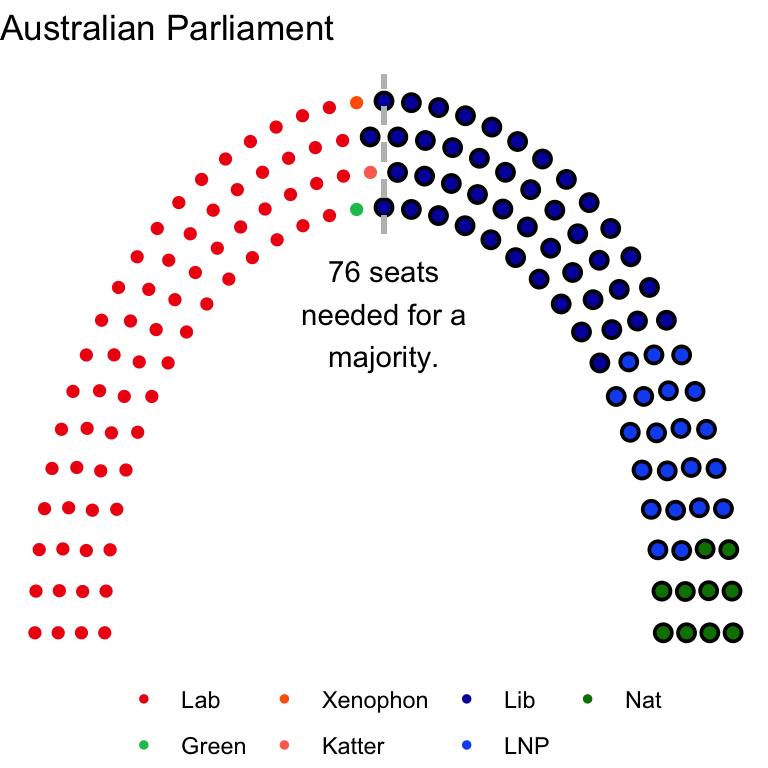 Australian Parliament
76 seats
needed for a
majority.
Lab Xenophon Lib Nat
Green Katter LNP